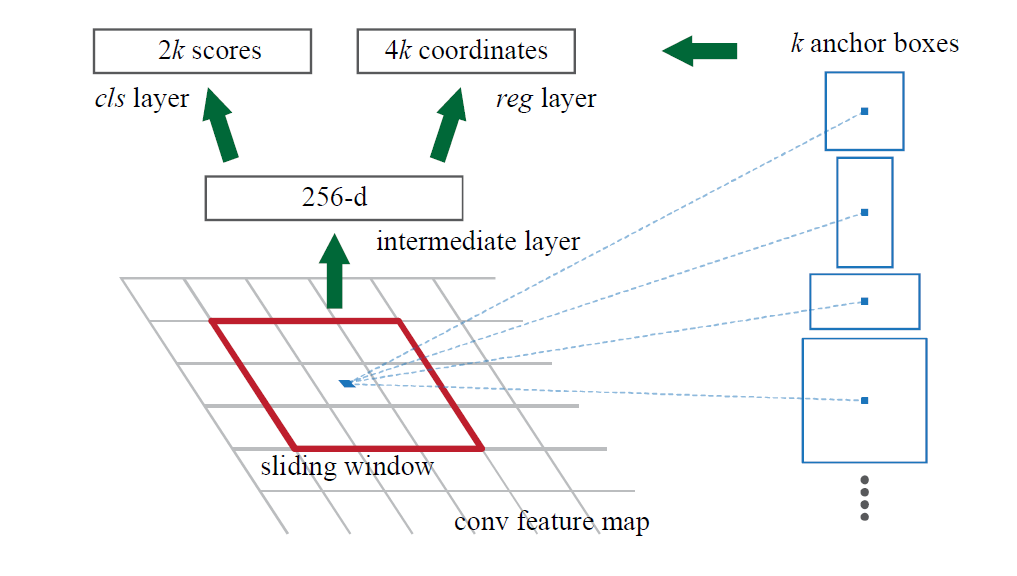 2k scores
4k coordinates
k anchor boxes
cls layer
reg layer
256-d
intermediate layer
sliding window
conv feature map